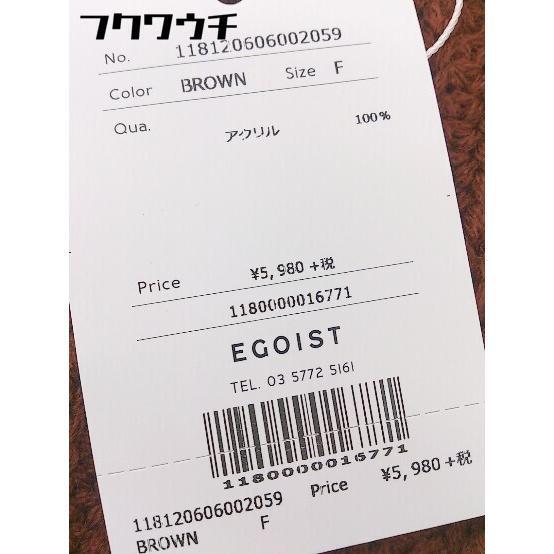 フクワウチ
No. 118120606002059
Color BROWN Size F
Qua. アクリル 100%
Price ¥5,980 +税
1180000016771
EGOIST
TEL. 03 5772 5161
1180000016771
118120606002059 Price ¥5,980 +税
BROWN F